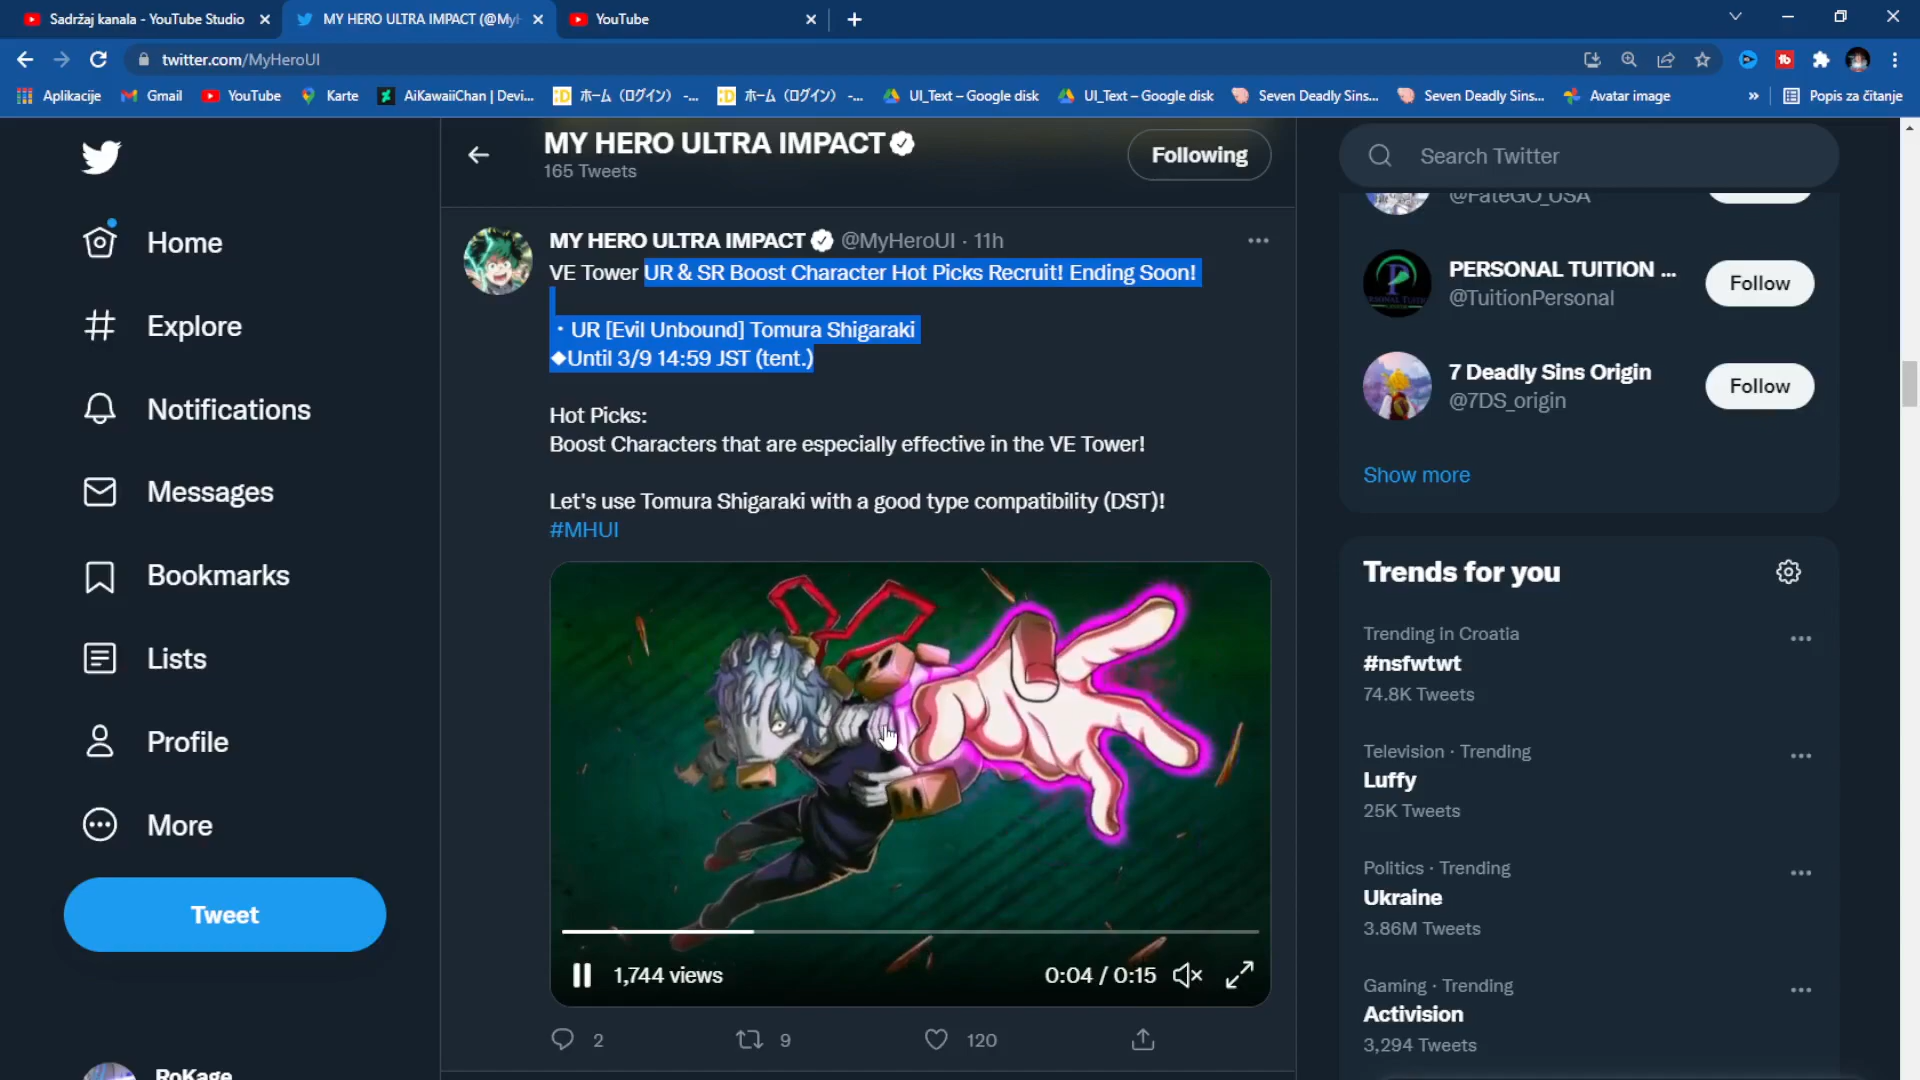 Sadržaj kanala - YouTube Studio
MY HERO ULTRA IMPACT (@My
YouTube
twitter.com/MyHeroUI
Aplikacije
Gmail
YouTube
Karte
AiKawaiiChan | Devi...
ホーム（ログイン） -...
ホーム（ログイン） -...
UI_Text – Google disk
UI_Text – Google disk
Seven Deadly Sins...
Seven Deadly Sins...
Avatar image
»
Popis za čitanje
Home
Explore
Notifications
Messages
Bookmarks
Lists
Profile
More
Tweet
RoKage
MY HERO ULTRA IMPACT
165 Tweets
Following
MY HERO ULTRA IMPACT @MyHeroUI · 11h
VE Tower UR & SR Boost Character Hot Picks Recruit! Ending Soon!
・UR [Evil Unbound] Tomura Shigaraki
◆Until 3/9 14:59 JST (tent.)
Hot Picks:
Boost Characters that are especially effective in the VE Tower!
Let's use Tomura Shigaraki with a good type compatibility (DST)!
#MHUI
1,744 views
0:04 / 0:15
2
9
120
Search Twitter
@FateGO_USA
PERSONAL TUITION ...
@TuitionPersonal
Follow
7 Deadly Sins Origin
@7DS_origin
Follow
Show more
Trends for you
Trending in Croatia
#nsfwtwt
74.8K Tweets
Television · Trending
Luffy
25K Tweets
Politics · Trending
Ukraine
3.86M Tweets
Gaming · Trending
Activision
3,294 Tweets